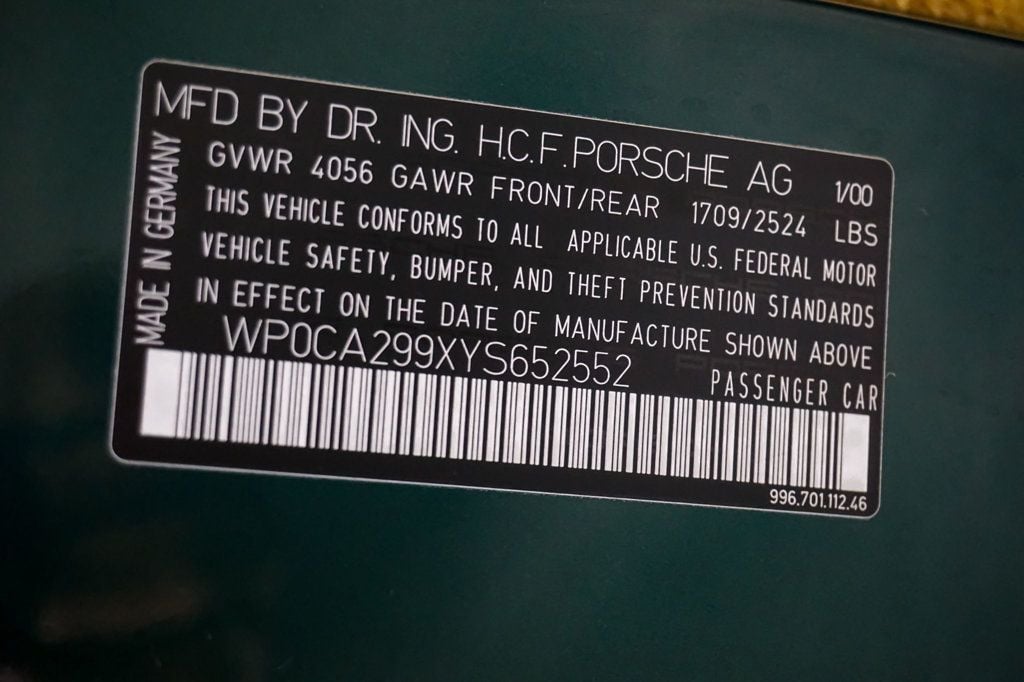 MFD BY DR. ING. H.C.F. PORSCHE AG 1/00
GVWR 4056 GAWR FRONT/REAR 1709/2524 LBS
THIS VEHICLE CONFORMS TO ALL APPLICABLE U.S. FEDERAL MOTOR
VEHICLE SAFETY, BUMPER, AND THEFT PREVENTION STANDARDS
IN EFFECT ON THE DATE OF MANUFACTURE SHOWN ABOVE
WP0CA299XYS652552 PASSENGER CAR
996.701.112.46
MADE IN GERMANY